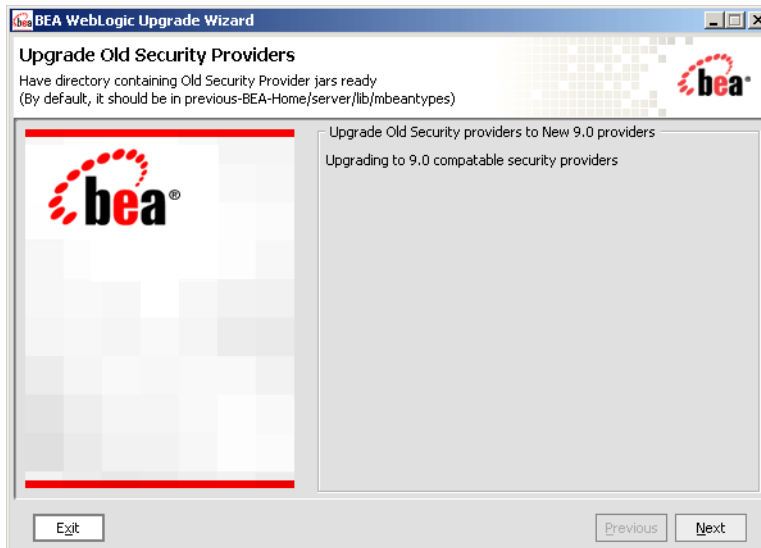 bea BEA WebLogic Upgrade Wizard
Upgrade Old Security Providers
Have directory containing Old Security Provider jars ready
(By default, it should be in previous-BEA-Home/server/lib/mbeantypes)
bea
Upgrade Old Security providers to New 9.0 providers
Upgrading to 9.0 compatable security providers
bea®
Exit
Previous
Next